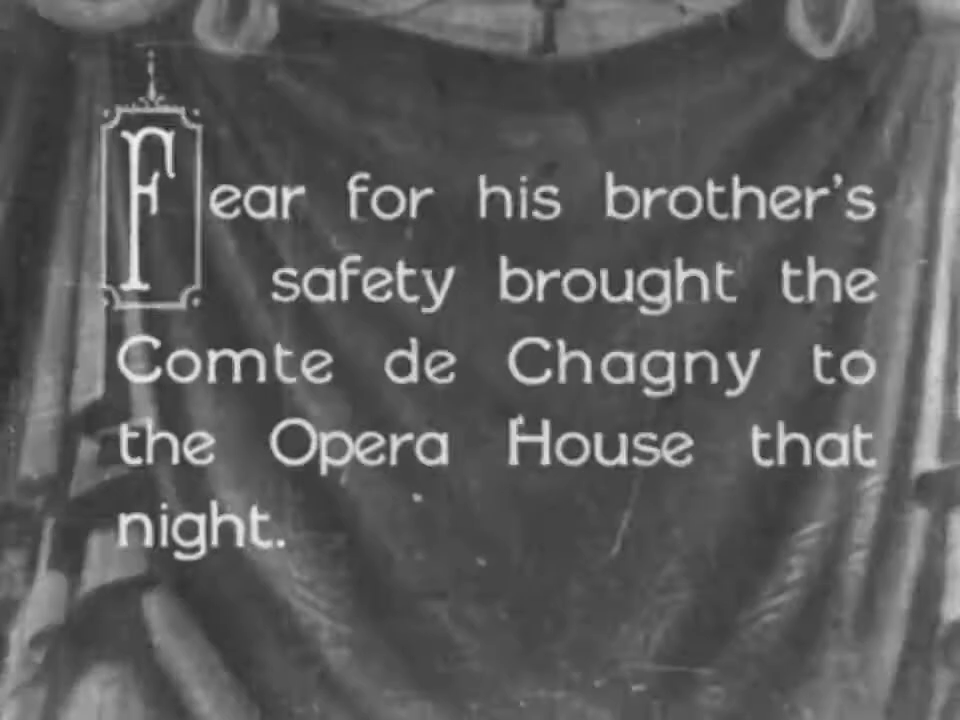 Fear for his brother's
safety brought the
Comte de Chagny to
the Opera House that
night.